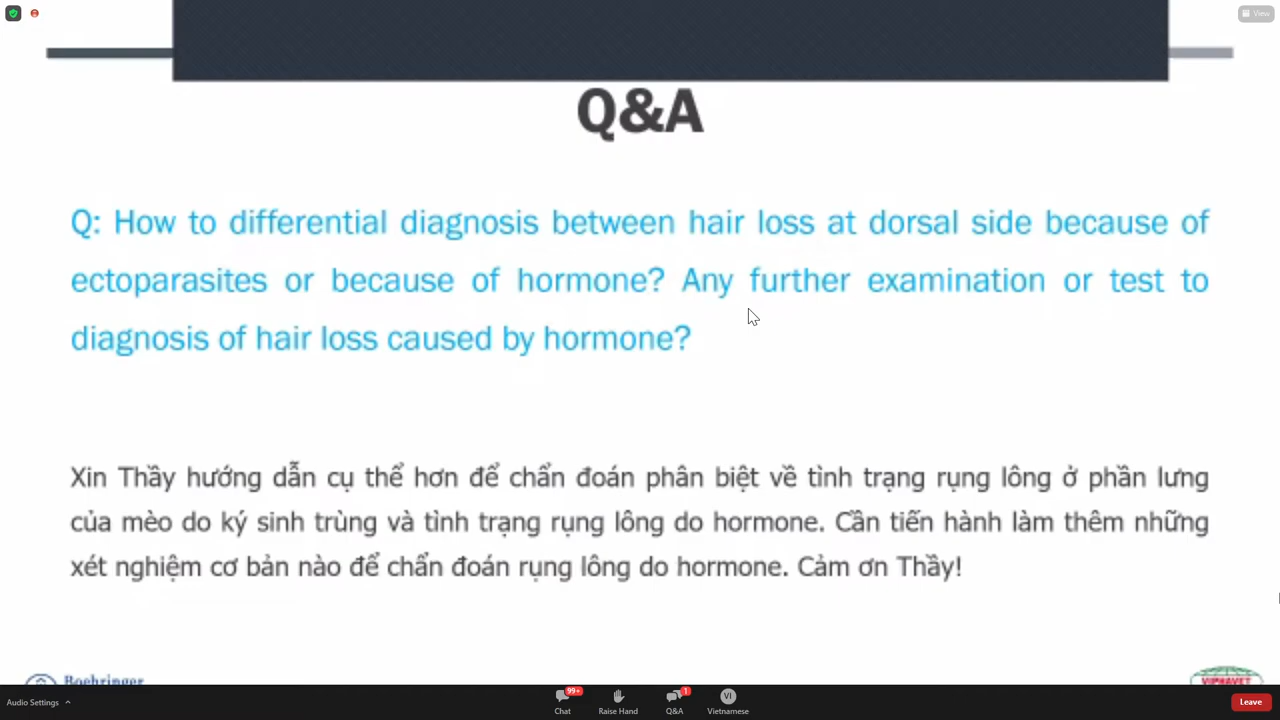 View
Q&A
Q: How to differential diagnosis between hair loss at dorsal side because of
ectoparasites or because of hormone? Any further examination or test to
diagnosis of hair loss caused by hormone?
Xin Thầy hướng dẫn cụ thể hơn để chẩn đoán phân biệt về tình trạng rụng lông ở phần lưng
của mèo do ký sinh trùng và tình trạng rụng lông do hormone. Cần tiến hành làm thêm những
xét nghiệm cơ bản nào để chẩn đoán rụng lông do hormone. Cảm ơn Thầy!
Boehringer
VIPHAVET
Audio Settings
99+
Chat
Raise Hand
1
Q&A
VI
Vietnamese
Leave